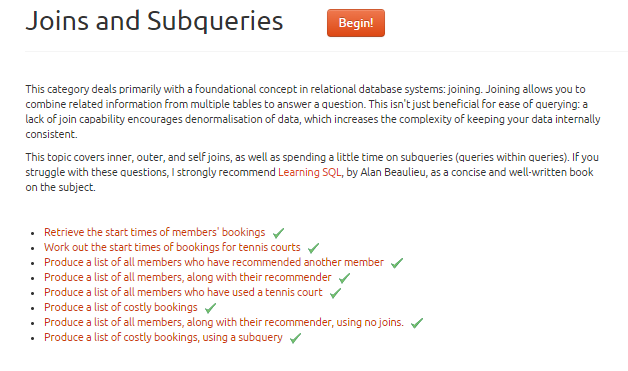 Joins and Subqueries
Begin!
This category deals primarily with a foundational concept in relational database systems: joining. Joining allows you to
combine related information from multiple tables to answer a question. This isn't just beneficial for ease of querying: a
lack of join capability encourages denormalisation of data, which increases the complexity of keeping your data internally
consistent.
This topic covers inner, outer, and self joins, as well as spending a little time on subqueries (queries within queries). If you
struggle with these questions, I strongly recommend Learning SQL, by Alan Beaulieu, as a concise and well-written book
on the subject.
Retrieve the start times of members' bookings
Work out the start times of bookings for tennis courts
Produce a list of all members who have recommended another member
Produce a list of all members, along with their recommender
Produce a list of all members who have used a tennis court
Produce a list of costly bookings
Produce a list of all members, along with their recommender, using no joins.
Produce a list of costly bookings, using a subquery